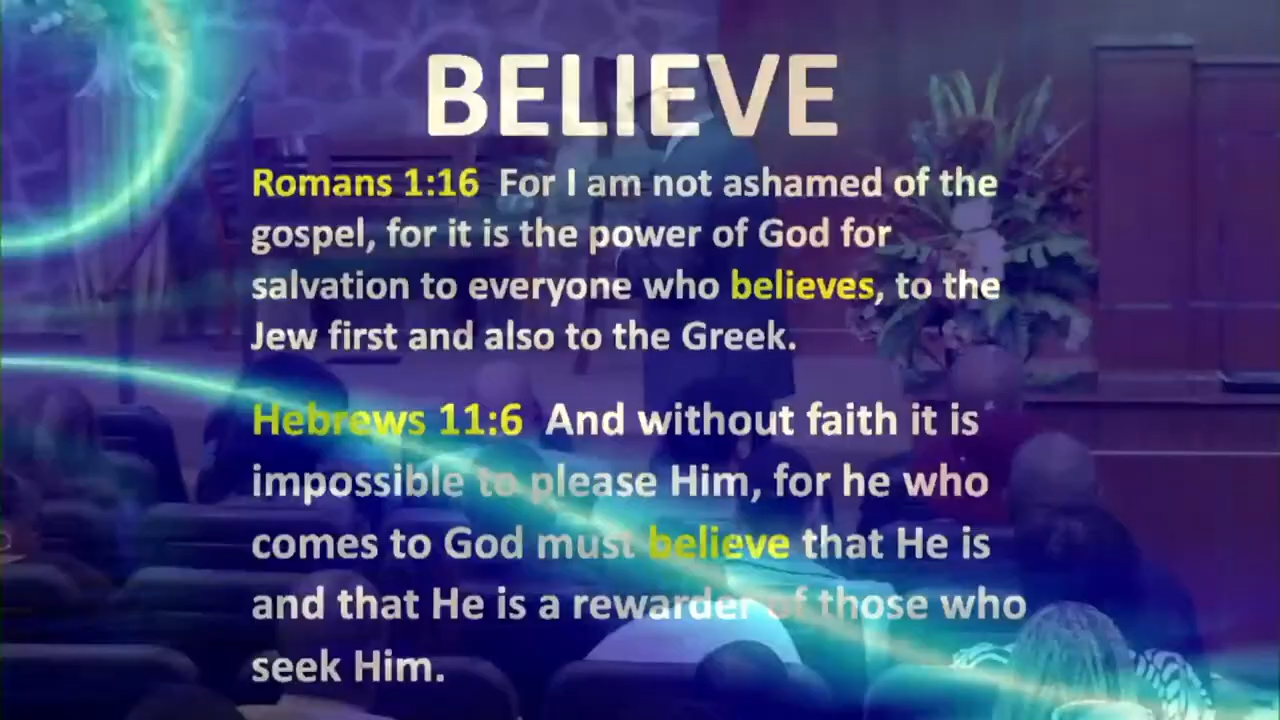 BELIEVE
Romans 1:16 For I am not ashamed of the
gospel, for it is the power of God for
salvation to everyone who believes, to the
Jew first and also to the Greek.
Hebrews 11:6 And without faith it is
impossible to please Him, for he who
comes to God must believe that He is
and that He is a rewarder of those who
seek Him.